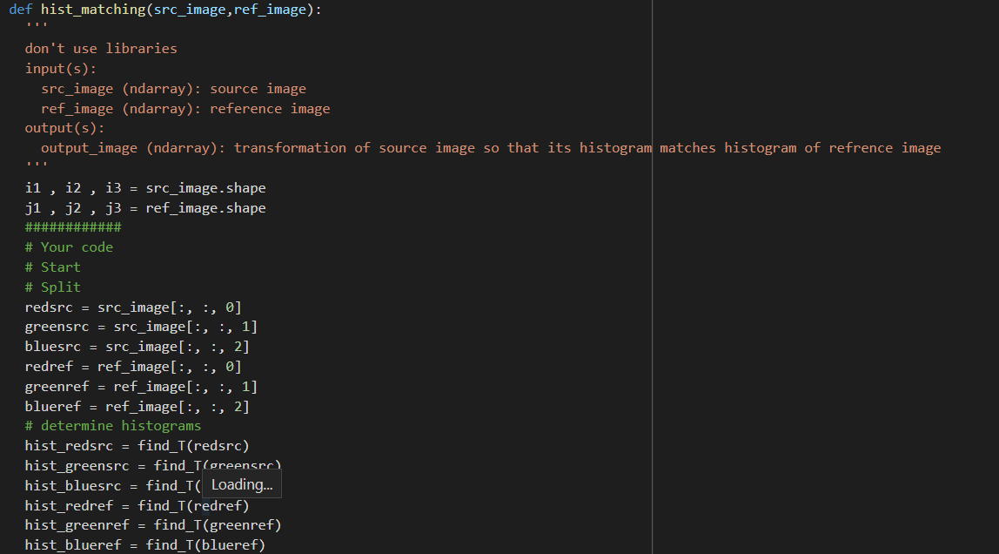 def hist_matching(src_image,ref_image):
'''
don't use libraries
input(s):
src_image (ndarray): source image
ref_image (ndarray): reference image
output(s):
output_image (ndarray): transformation of source image so that its histogram matches histogram of refrence image
'''
i1 , i2 , i3 = src_image.shape
j1 , j2 , j3 = ref_image.shape
############
# Your code
# Start
# Split
redsrc = src_image[:, :, 0]
greensrc = src_image[:, :, 1]
bluesrc = src_image[:, :, 2]
redref = ref_image[:, :, 0]
greenref = ref_image[:, :, 1]
blueref = ref_image[:, :, 2]
# determine histograms
hist_redsrc = find_T(redsrc)
hist_greensrc = find_T(greensrc)
hist_bluesrc = find_T(
Loading...
hist_redref = find_T(redref)
hist_greenref = find_T(greenref)
hist_blueref = find_T(blueref)